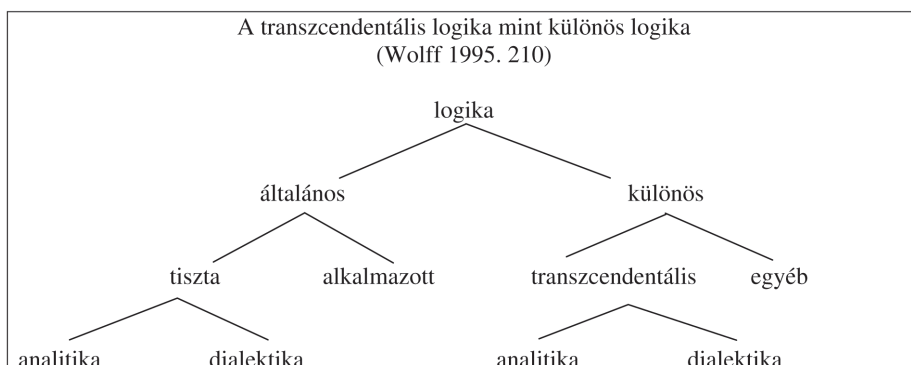 A transzcendentális logika mint különös logika
(Wolff 1995. 210)
logika
általános különös
tiszta alkalmazott transzcendentális egyéb
analitika dialektika analitika dialektika